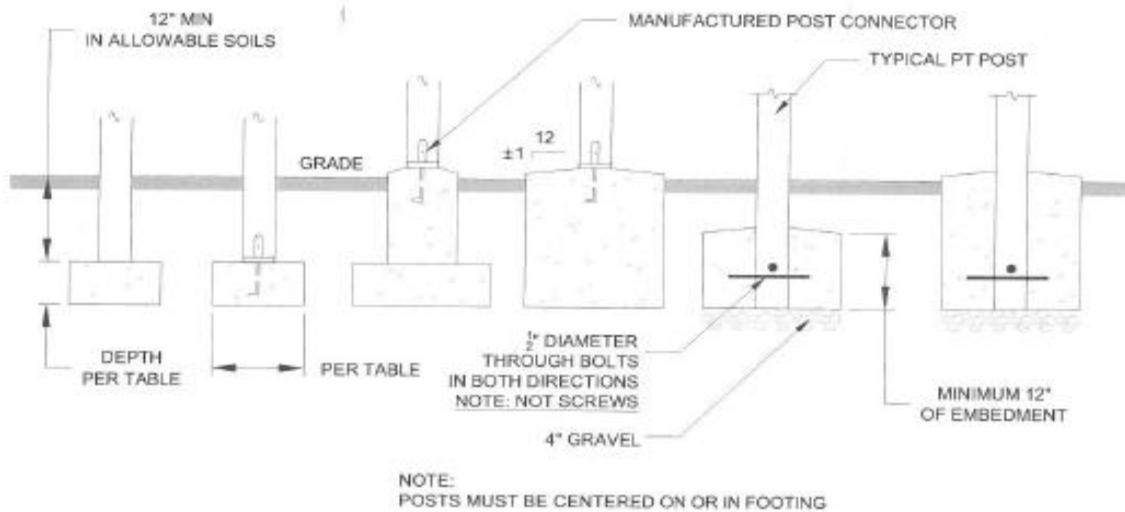 12" MIN
IN ALLOWABLE SOILS
MANUFACTURED POST CONNECTOR
TYPICAL PT POST
12
±1
GRADE
DEPTH
PER TABLE
PER TABLE
1/2" DIAMETER
THROUGH BOLTS
IN BOTH DIRECTIONS
NOTE: NOT SCREWS
4" GRAVEL
MINIMUM 12"
OF EMBEDMENT
NOTE:
POSTS MUST BE CENTERED ON OR IN FOOTING